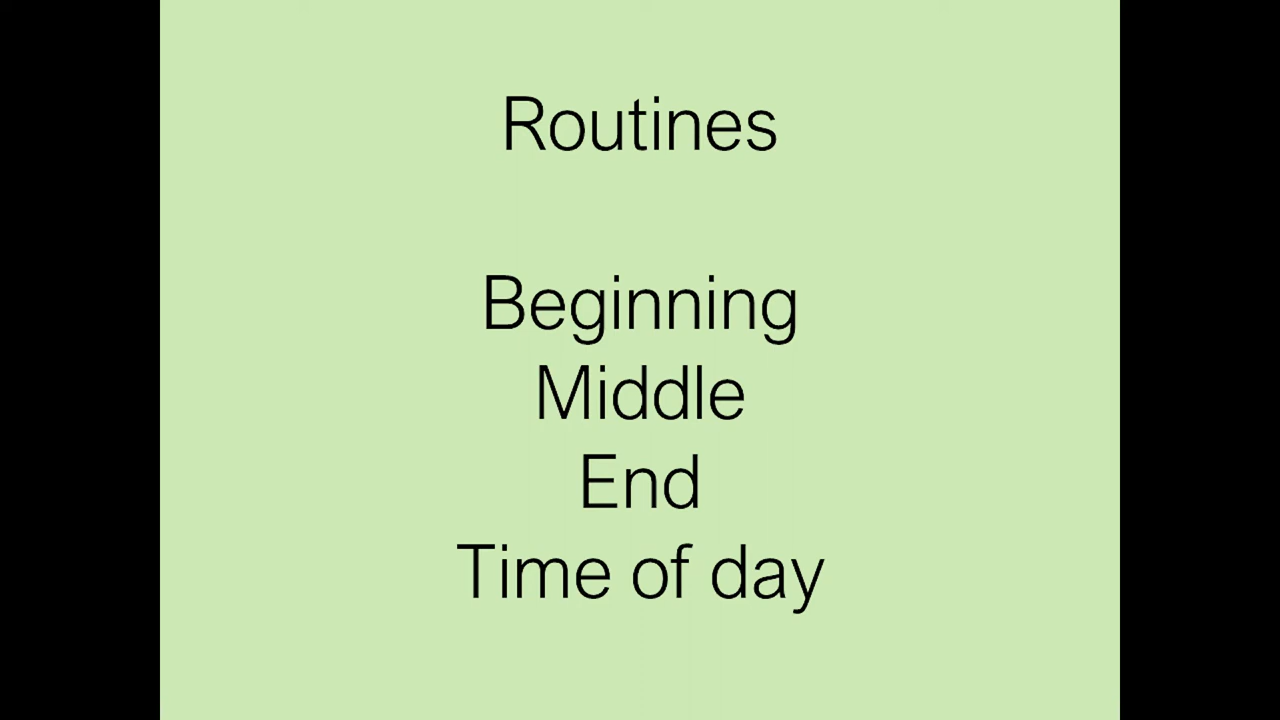 Routines
Beginning
Middle
End
Time of day